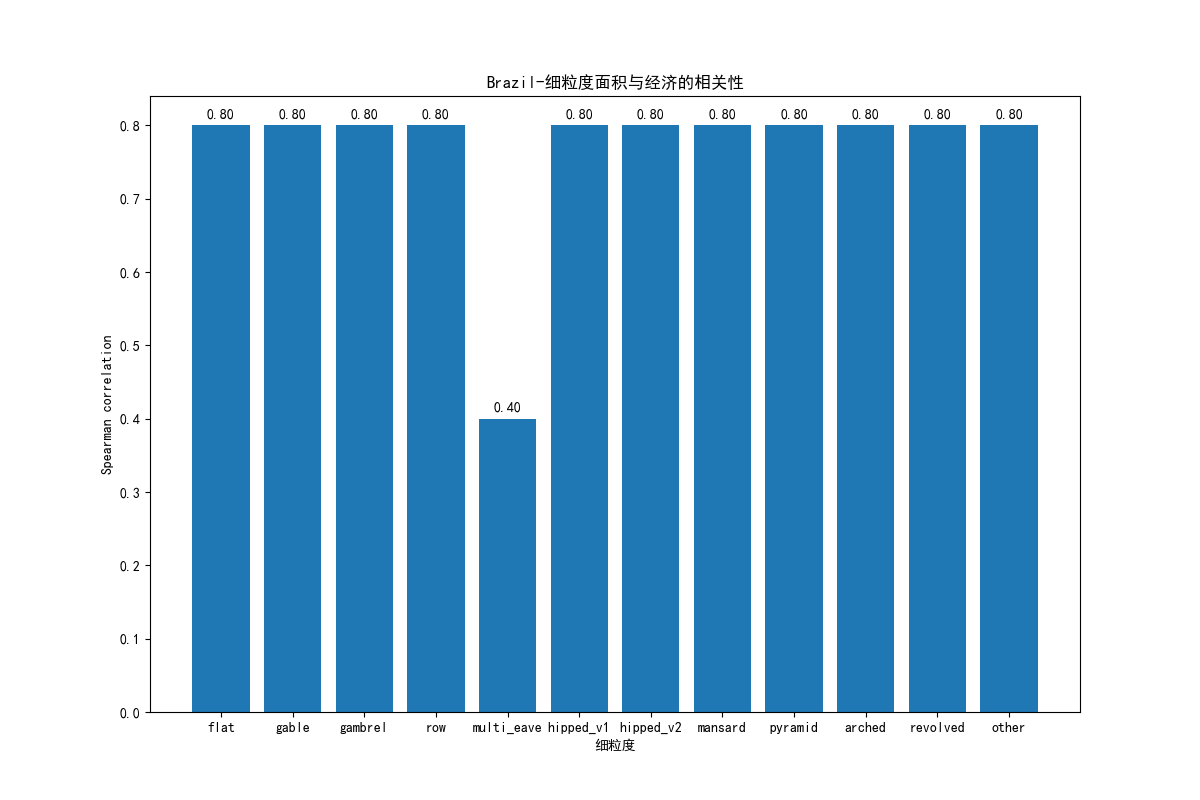 Brazil-细粒度面积与经济的相关性
0.80 0.80 0.80 0.80 0.40 0.80 0.80 0.80 0.80 0.80 0.80 0.80
Spearman correlation
0.8
0.7
0.6
0.5
0.4
0.3
0.2
0.1
0.0
flat gable gambrel row multi_eave hipped_v1 hipped_v2 mansard pyramid arched revolved other
细粒度